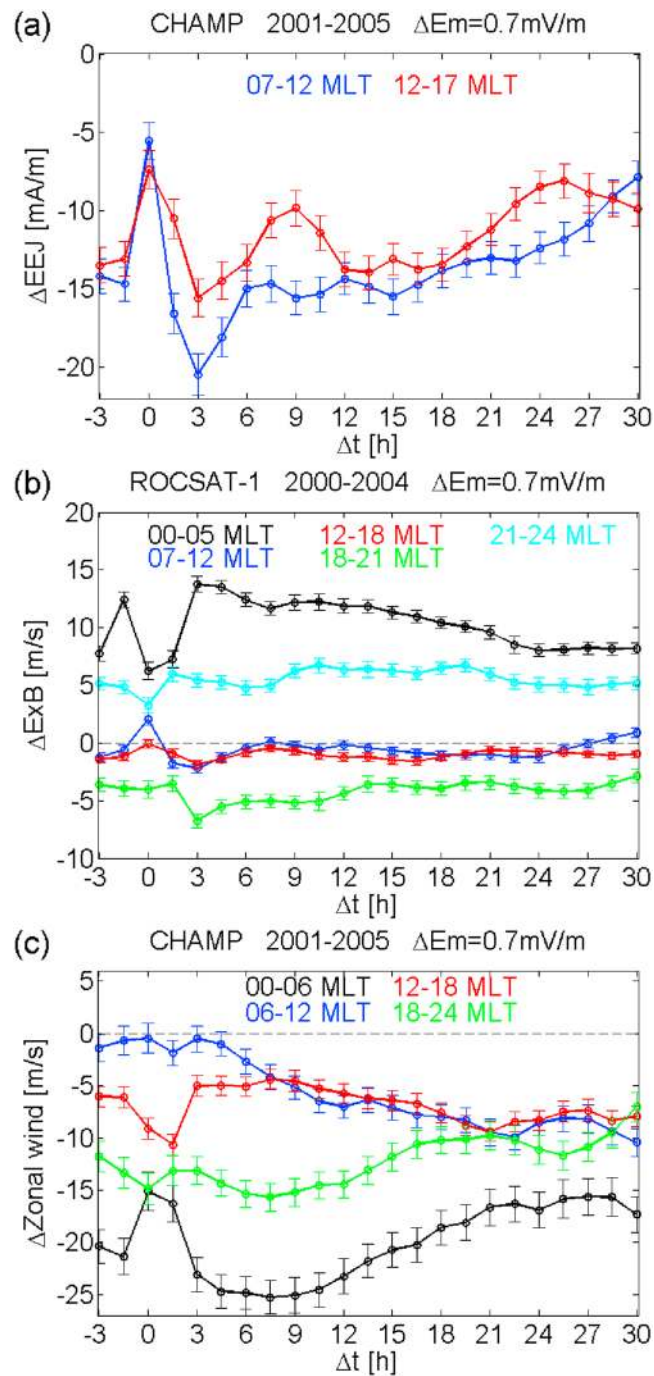 (a)
CHAMP 2001-2005 ΔEm=0.7mV/m
07-12 MLT 12-17 MLT
ΔEEJ [mA/m]
0
-5
-10
-15
-20
-3 0 3 6 9 12 15 18 21 24 27 30
Δt [h]
(b)
ROCSAT-1 2000-2004 ΔEm=0.7mV/m
00-05 MLT 12-18 MLT 21-24 MLT
07-12 MLT 18-21 MLT
ΔExB [m/s]
20
15
10
5
0
-5
-10
-3 0 3 6 9 12 15 18 21 24 27 30
Δt [h]
(c)
CHAMP 2001-2005 ΔEm=0.7mV/m
00-06 MLT 12-18 MLT
06-12 MLT 18-24 MLT
ΔZonal wind [m/s]
5
0
-5
-10
-15
-20
-25
-3 0 3 6 9 12 15 18 21 24 27 30
Δt [h]